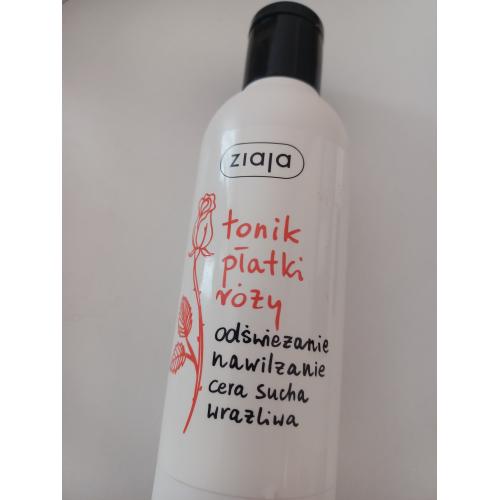 ziaja
tonik
płatki
róży
odświeżanie
nawilżanie
cera sucha
wrażliwa